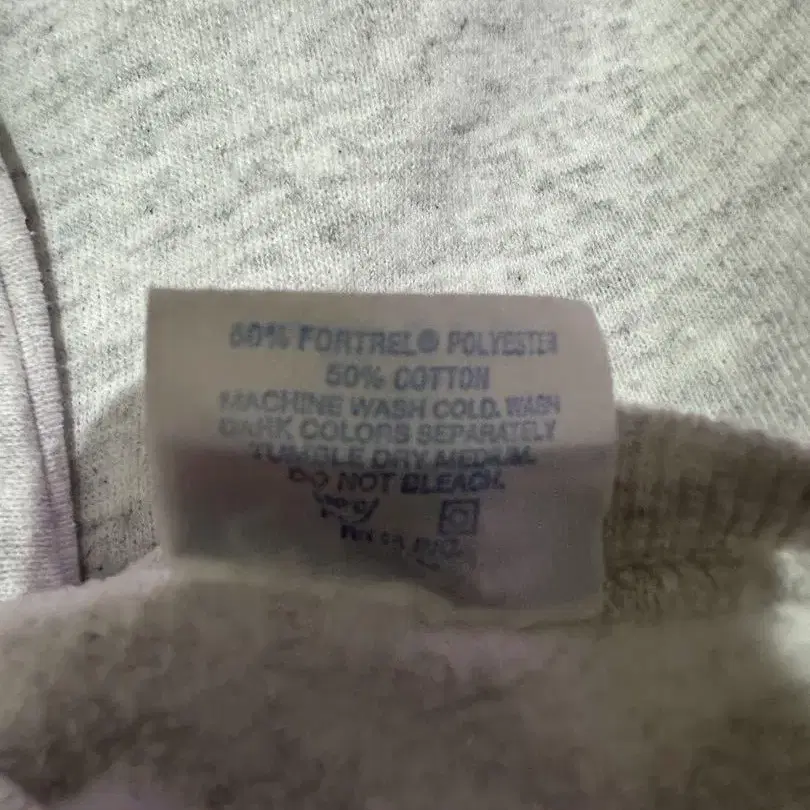 50% FORTREL® POLYESTER
50% COTTON
MACHINE WASH COLD. WASH
DARK COLORS SEPARATELY
TUMBLE DRY MEDIUM.
DO NOT BLEACH.